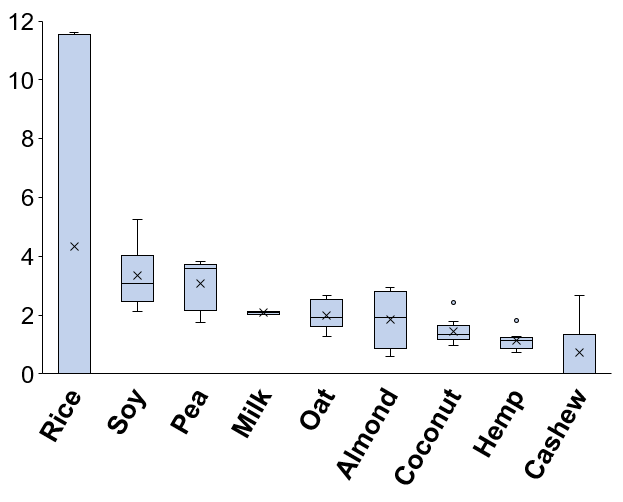 12
10
8
6
4
2
0
Rice
Soy
Pea
Milk
Oat
Almond
Coconut
Hemp
Cashew